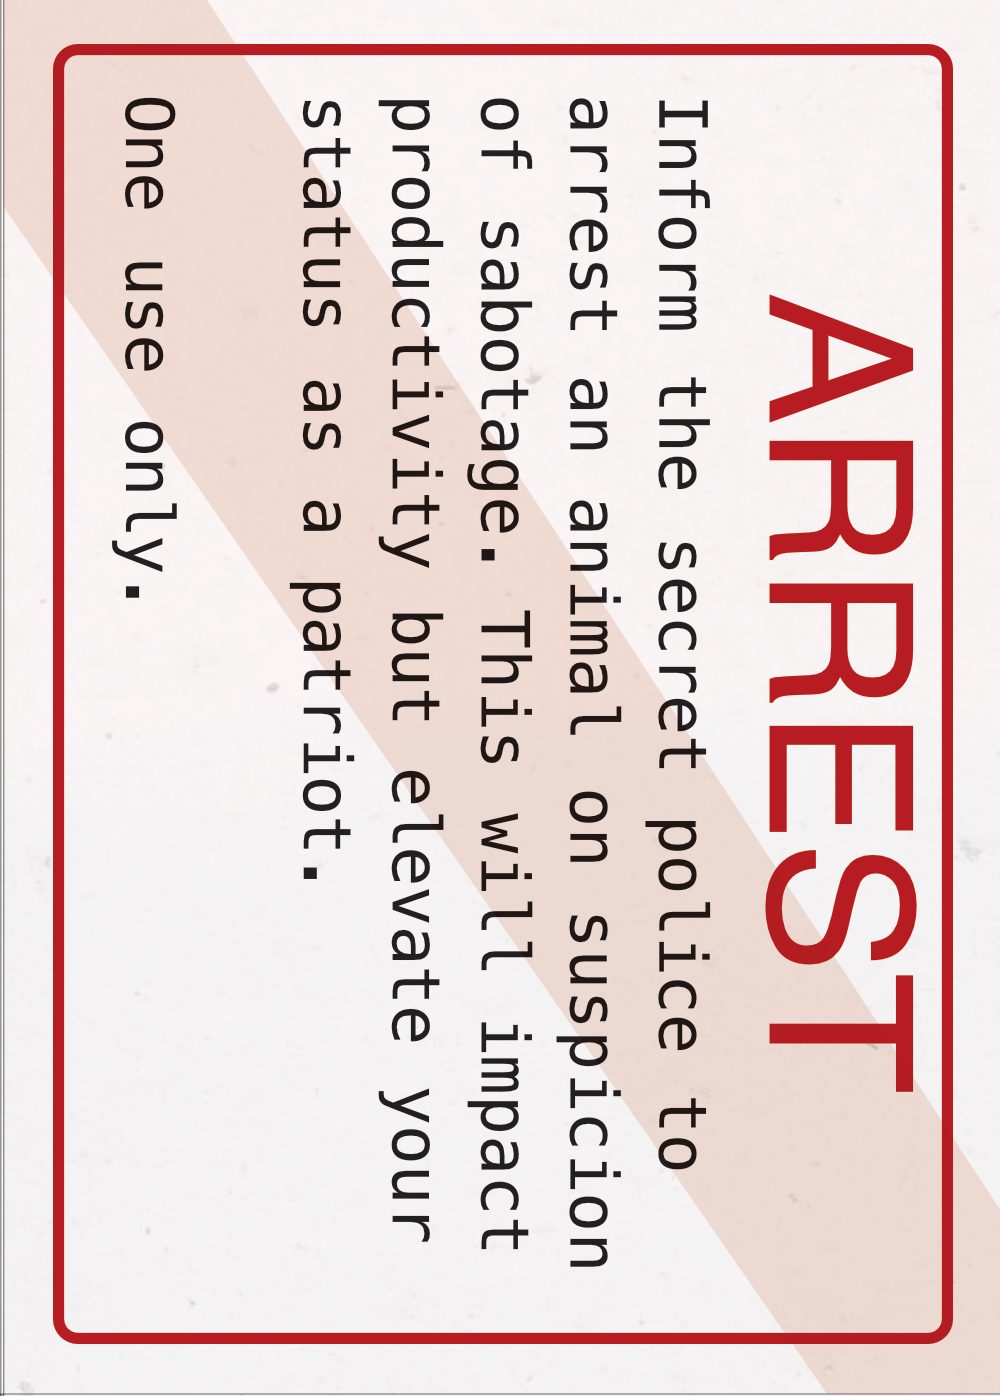 ARREST
Inform the secret police to
arrest an animal on suspicion
of sabotage. This will impact
productivity but elevate your
status as a patriot.
One use only.